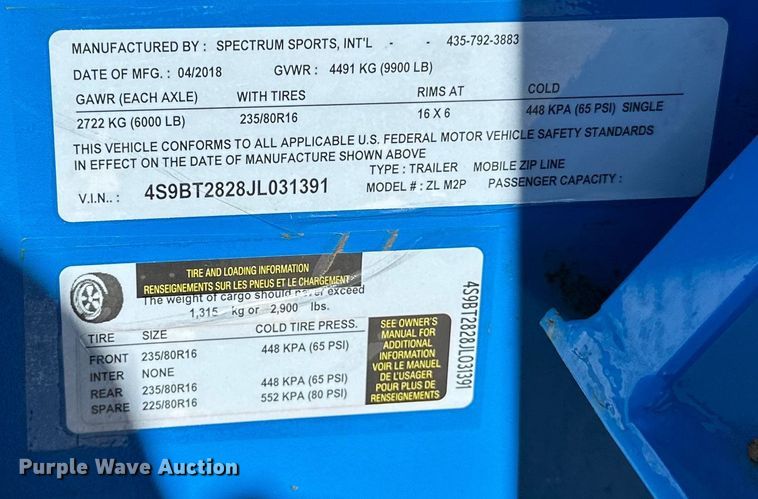 MANUFACTURED BY : SPECTRUM SPORTS, INT'L - - 435-792-3883
DATE OF MFG. : 04/2018 GVWR : 4491 KG (9900 LB)
GAWR (EACH AXLE) WITH TIRES RIMS AT COLD
2722 KG (6000 LB) 235/80R16 16 X 6 448 KPA (65 PSI) SINGLE
THIS VEHICLE CONFORMS TO ALL APPLICABLE U.S. FEDERAL MOTOR VEHICLE SAFETY STANDARDS
IN EFFECT ON THE DATE OF MANUFACTURE SHOWN ABOVE
TYPE : TRAILER MOBILE ZIP LINE
V.I.N.. : 4S9BT2828JL031391 MODEL # : ZL M2P PASSENGER CAPACITY :
TIRE AND LOADING INFORMATION
RENSEIGNEMENTS SUR LES PNEUS ET LE CHARGEMENT
The weight of cargo should never exceed
1,315 kg or 2,900 lbs.
TIRE SIZE COLD TIRE PRESS.
FRONT 235/80R16 448 KPA (65 PSI)
INTER NONE
REAR 235/80R16 448 KPA (65 PSI)
SPARE 225/80R16 552 KPA (80 PSI)
SEE OWNER'S
MANUAL FOR
ADDITIONAL
INFORMATION
VOIR LE MANUEL
DE L'USAGER
POUR PLUS DE
RENSEIGNEMENTS
4S9BT2828JL031391
Purple Wave Auction